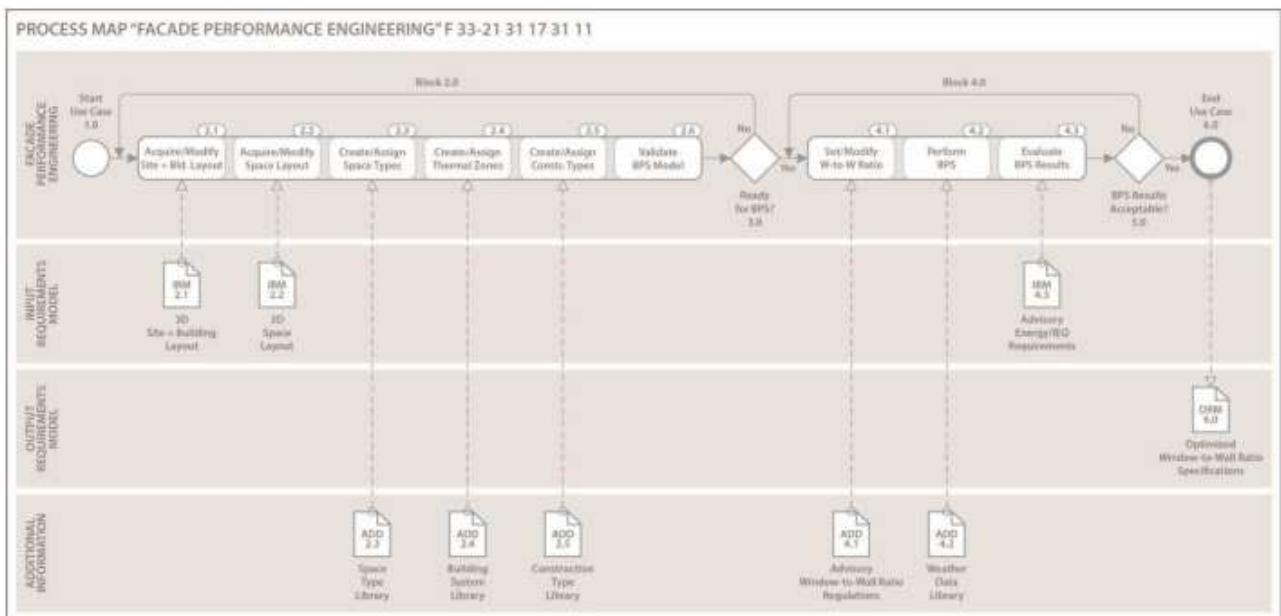 PROCESS MAP "FACADE PERFORMANCE ENGINEERING" F 33-21 31 17 31 11
FACADE
PERFORMANCE
ENGINEERING
Start
Use Case
1.0
Block 2.0
2.1
Acquire/Modify
Site + Bld. Layout
2.2
Acquire/Modify
Space Layout
2.3
Create/Assign
Space Types
2.4
Create/Assign
Thermal Zones
2.5
Create/Assign
Constr. Types
2.6
Validate
BPS Model
No
Yes
Ready
for BPS?
3.0
Block 4.0
4.1
Set/Modify
W-to-W Ratio
4.2
Perform
BPS
4.3
Evaluate
BPS Results
No
Yes
BPS Results
Acceptable?
5.0
End
Use Case
6.0
INPUT
REQUIREMENTS
MODEL
IRM
2.1
3D
Site + Building
Layout
IRM
2.2
3D
Space
Layout
IRM
4.3
Advisory
Energy/IEQ
Requirements
OUTPUT
REQUIREMENTS
MODEL
ORM
6.0
Optimized
Window-to-Wall Ratio
Specifications
ADDITIONAL
INFORMATION
ADD
2.3
Space
Type
Library
ADD
2.4
Building
System
Library
ADD
2.5
Construction
Type
Library
ADD
4.1
Advisory
Window-to-Wall Ratio
Regulations
ADD
4.2
Weather
Data
Library